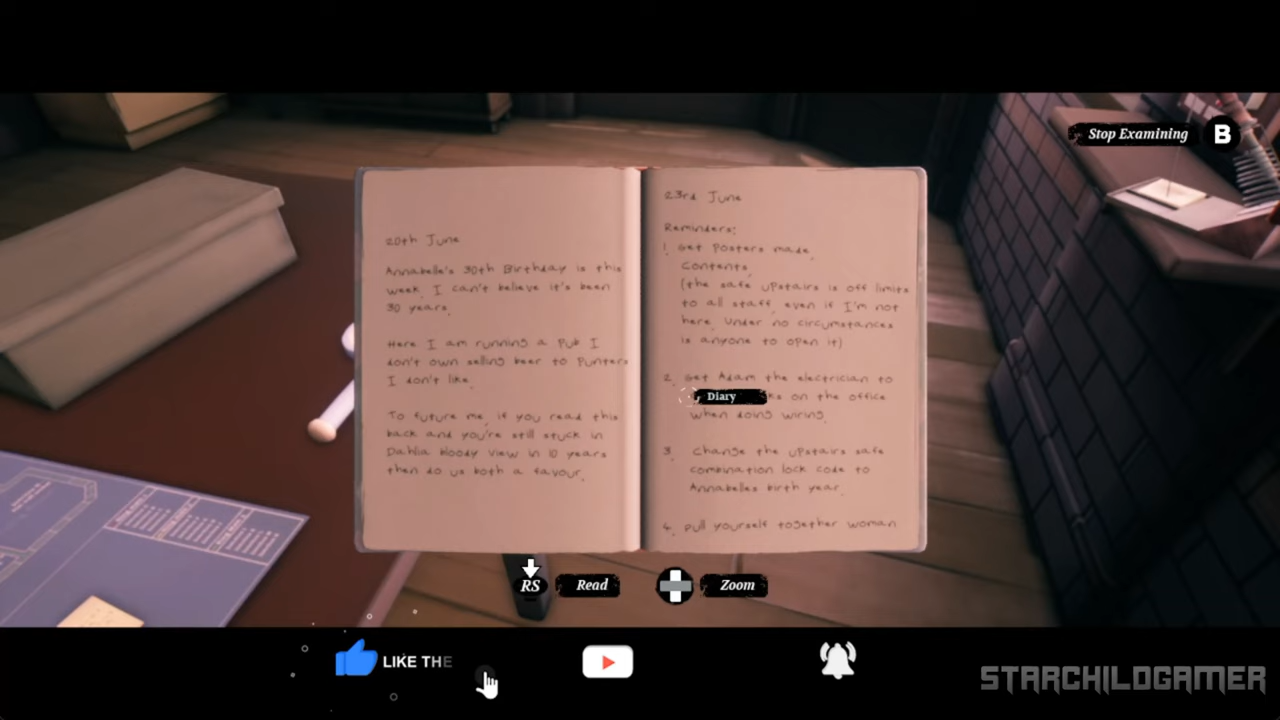 Stop Examining B
20th June
Annabelle's 30th Birthday is this
week. I can't believe it's been
30 years.
Here I am running a pub I
don't own selling beer to punters
I don't like.
To future me, if you read this
back and you're still stuck in
Dahlia bloody View in 10 years
then do us both a favour.
23rd June
Reminders:
1. Get posters made.
Contents,
(the safe upstairs is off limits
to all staff, even if I'm not
here. Under no circumstances
is anyone to open it)
2. Get Adam the electrician to
Diary
on the office
when doing wiring.
3. Change the upstairs safe
combination lock code to
Annabelles birth year.
4. Pull yourself together woman
RS Read Zoom
LIKE THE
STARCHILDGAMER